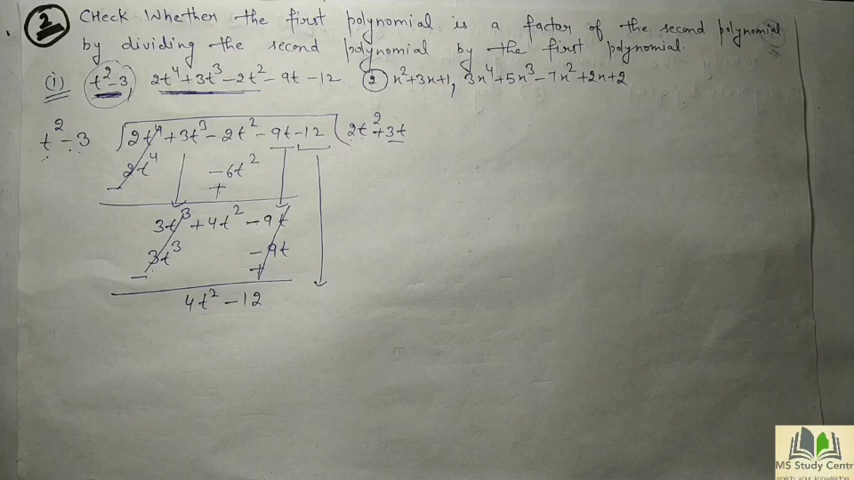 2 Check Whether the first polynomial is a factor of the second polynomial
by dividing the second polynomial by the first polynomial.
(i) t²-3, 2t⁴+3t³-2t²-9t-12 2 x²+3x+1, 3x⁴+5x³-7x²+2x+2
t²-3 2t⁴+3t³-2t²-9t-12 2t²+3t
2t⁴ -6t²
- +
3t³+4t²-9t
3t³ -9t
- +
4t²-12
MS Study Centr